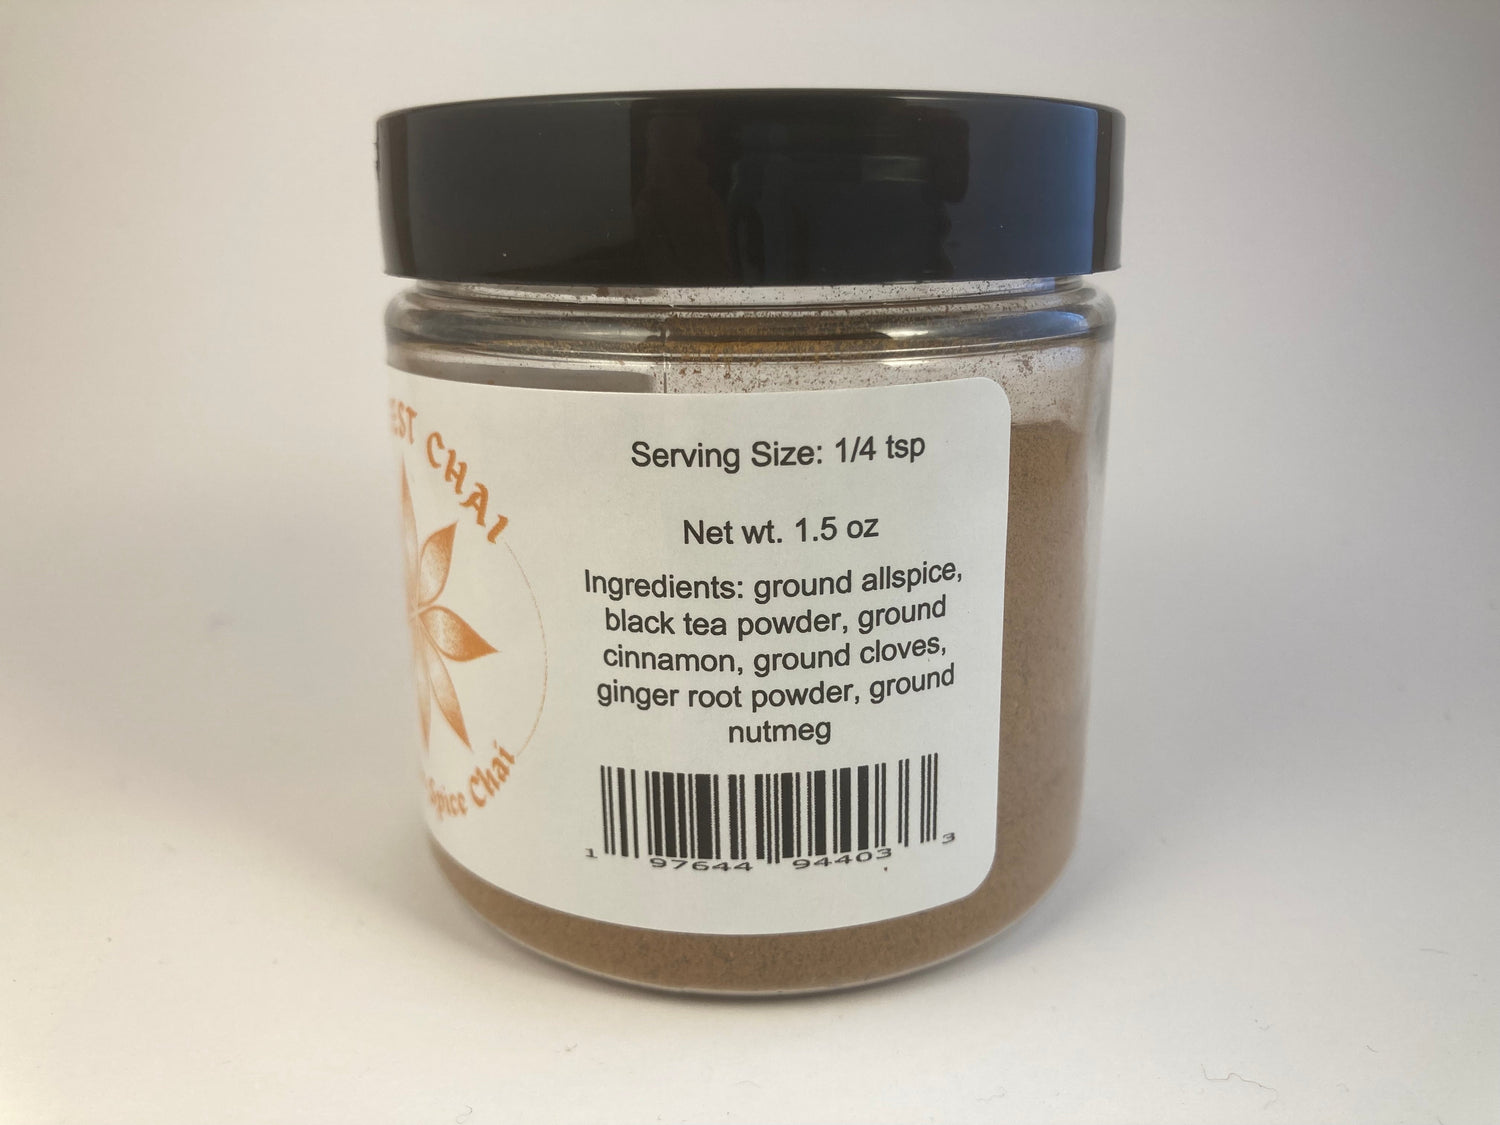 CHAI
Spice Chai
Serving Size: 1/4 tsp
Net wt. 1.5 oz
Ingredients: ground allspice,
black tea powder, ground
cinnamon, ground cloves,
ginger root powder, ground
nutmeg
1 97644 94403 3